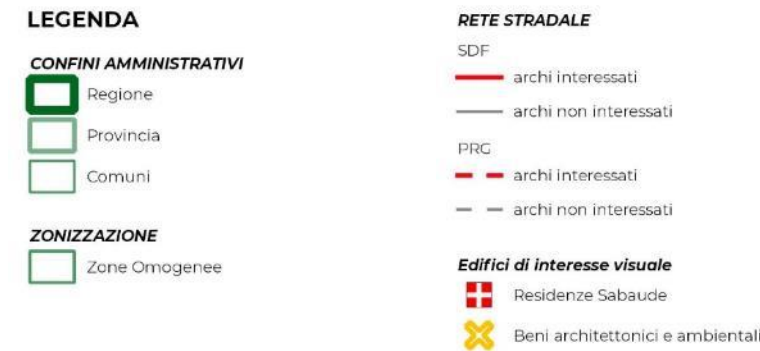 LEGENDA
CONFINI AMMINISTRATIVI
Regione
Provincia
Comuni
ZONIZZAZIONE
Zone Omogenee
RETE STRADALE
SDF
archi interessati
archi non interessati
PRG
archi interessati
archi non interessati
Edifici di interesse visuale
Residenze Sabaude
Beni architettonici e ambientali